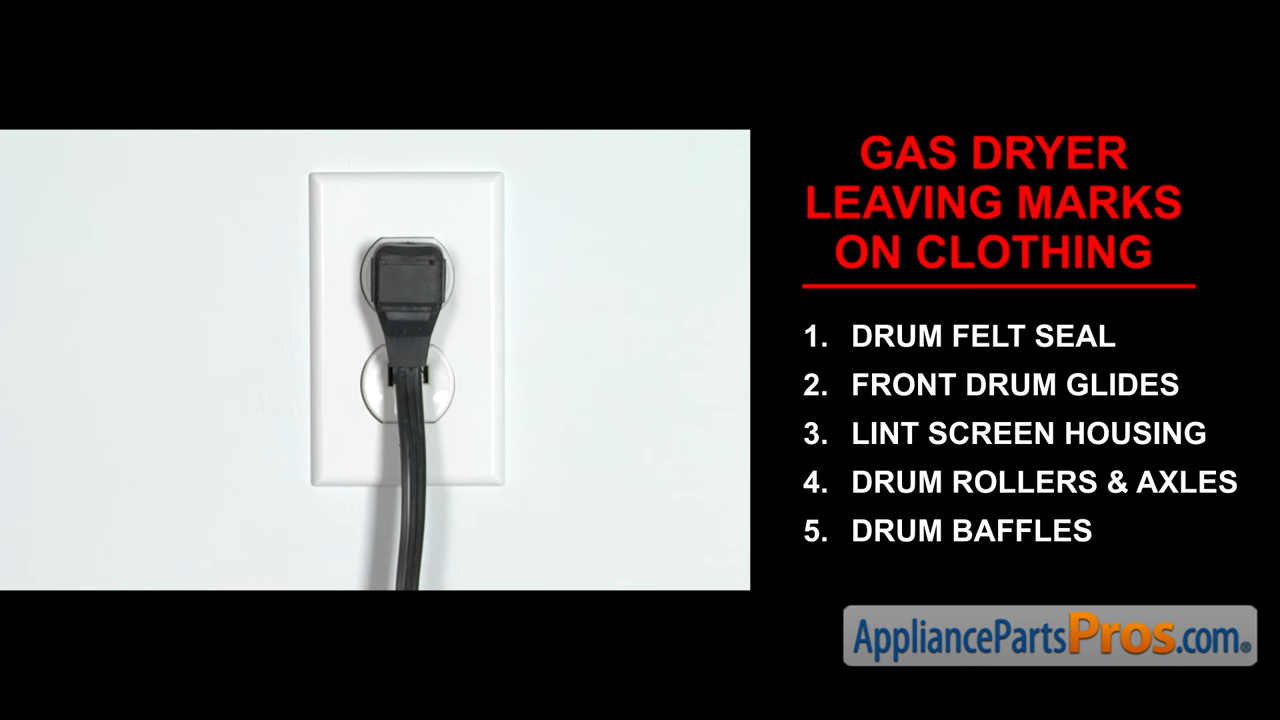 GAS DRYER
LEAVING MARKS
ON CLOTHING
1. DRUM FELT SEAL
2. FRONT DRUM GLIDES
3. LINT SCREEN HOUSING
4. DRUM ROLLERS & AXLES
5. DRUM BAFFLES
AppliancePartsPros.com®